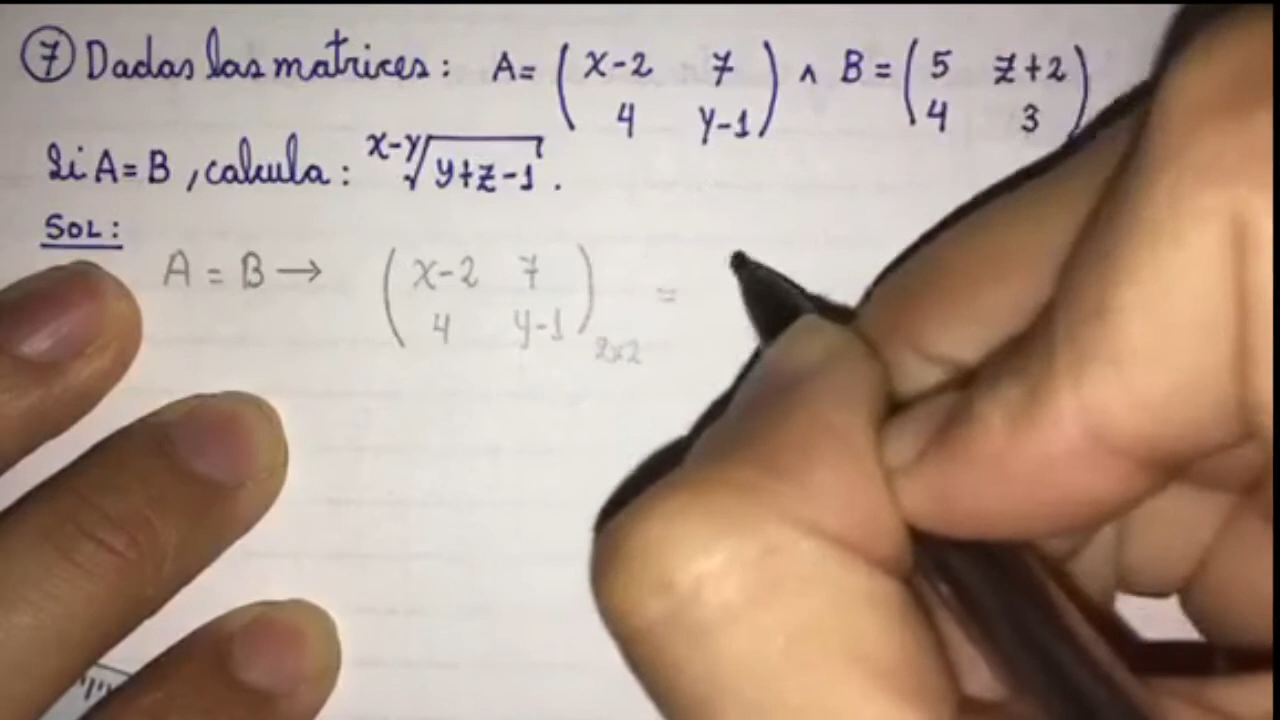 ⑦ Dadas las matrices: A = ( x-2 7 ) ∧ B = ( 5 z+2 )
4 y-1 4 3
Si A=B, calcula: ˣ⁻ʸ√(y+z-1) .
SOL:
A = B → ( x-2 7 ) =
4 y-1 2x2